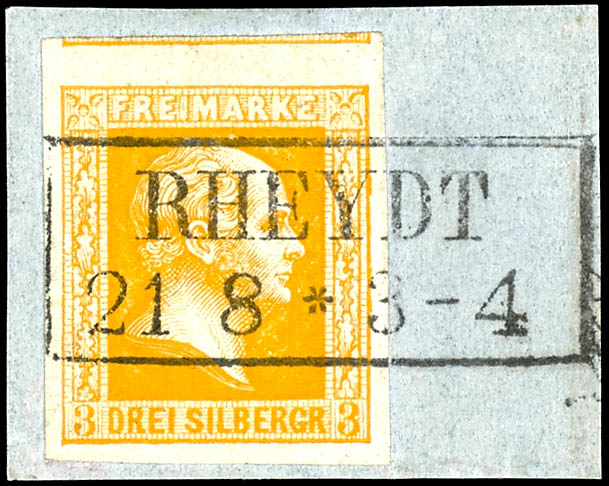 FREIMARKE
RHEYDT
21 8 * 3-4
3 DREI SILBERGR 3